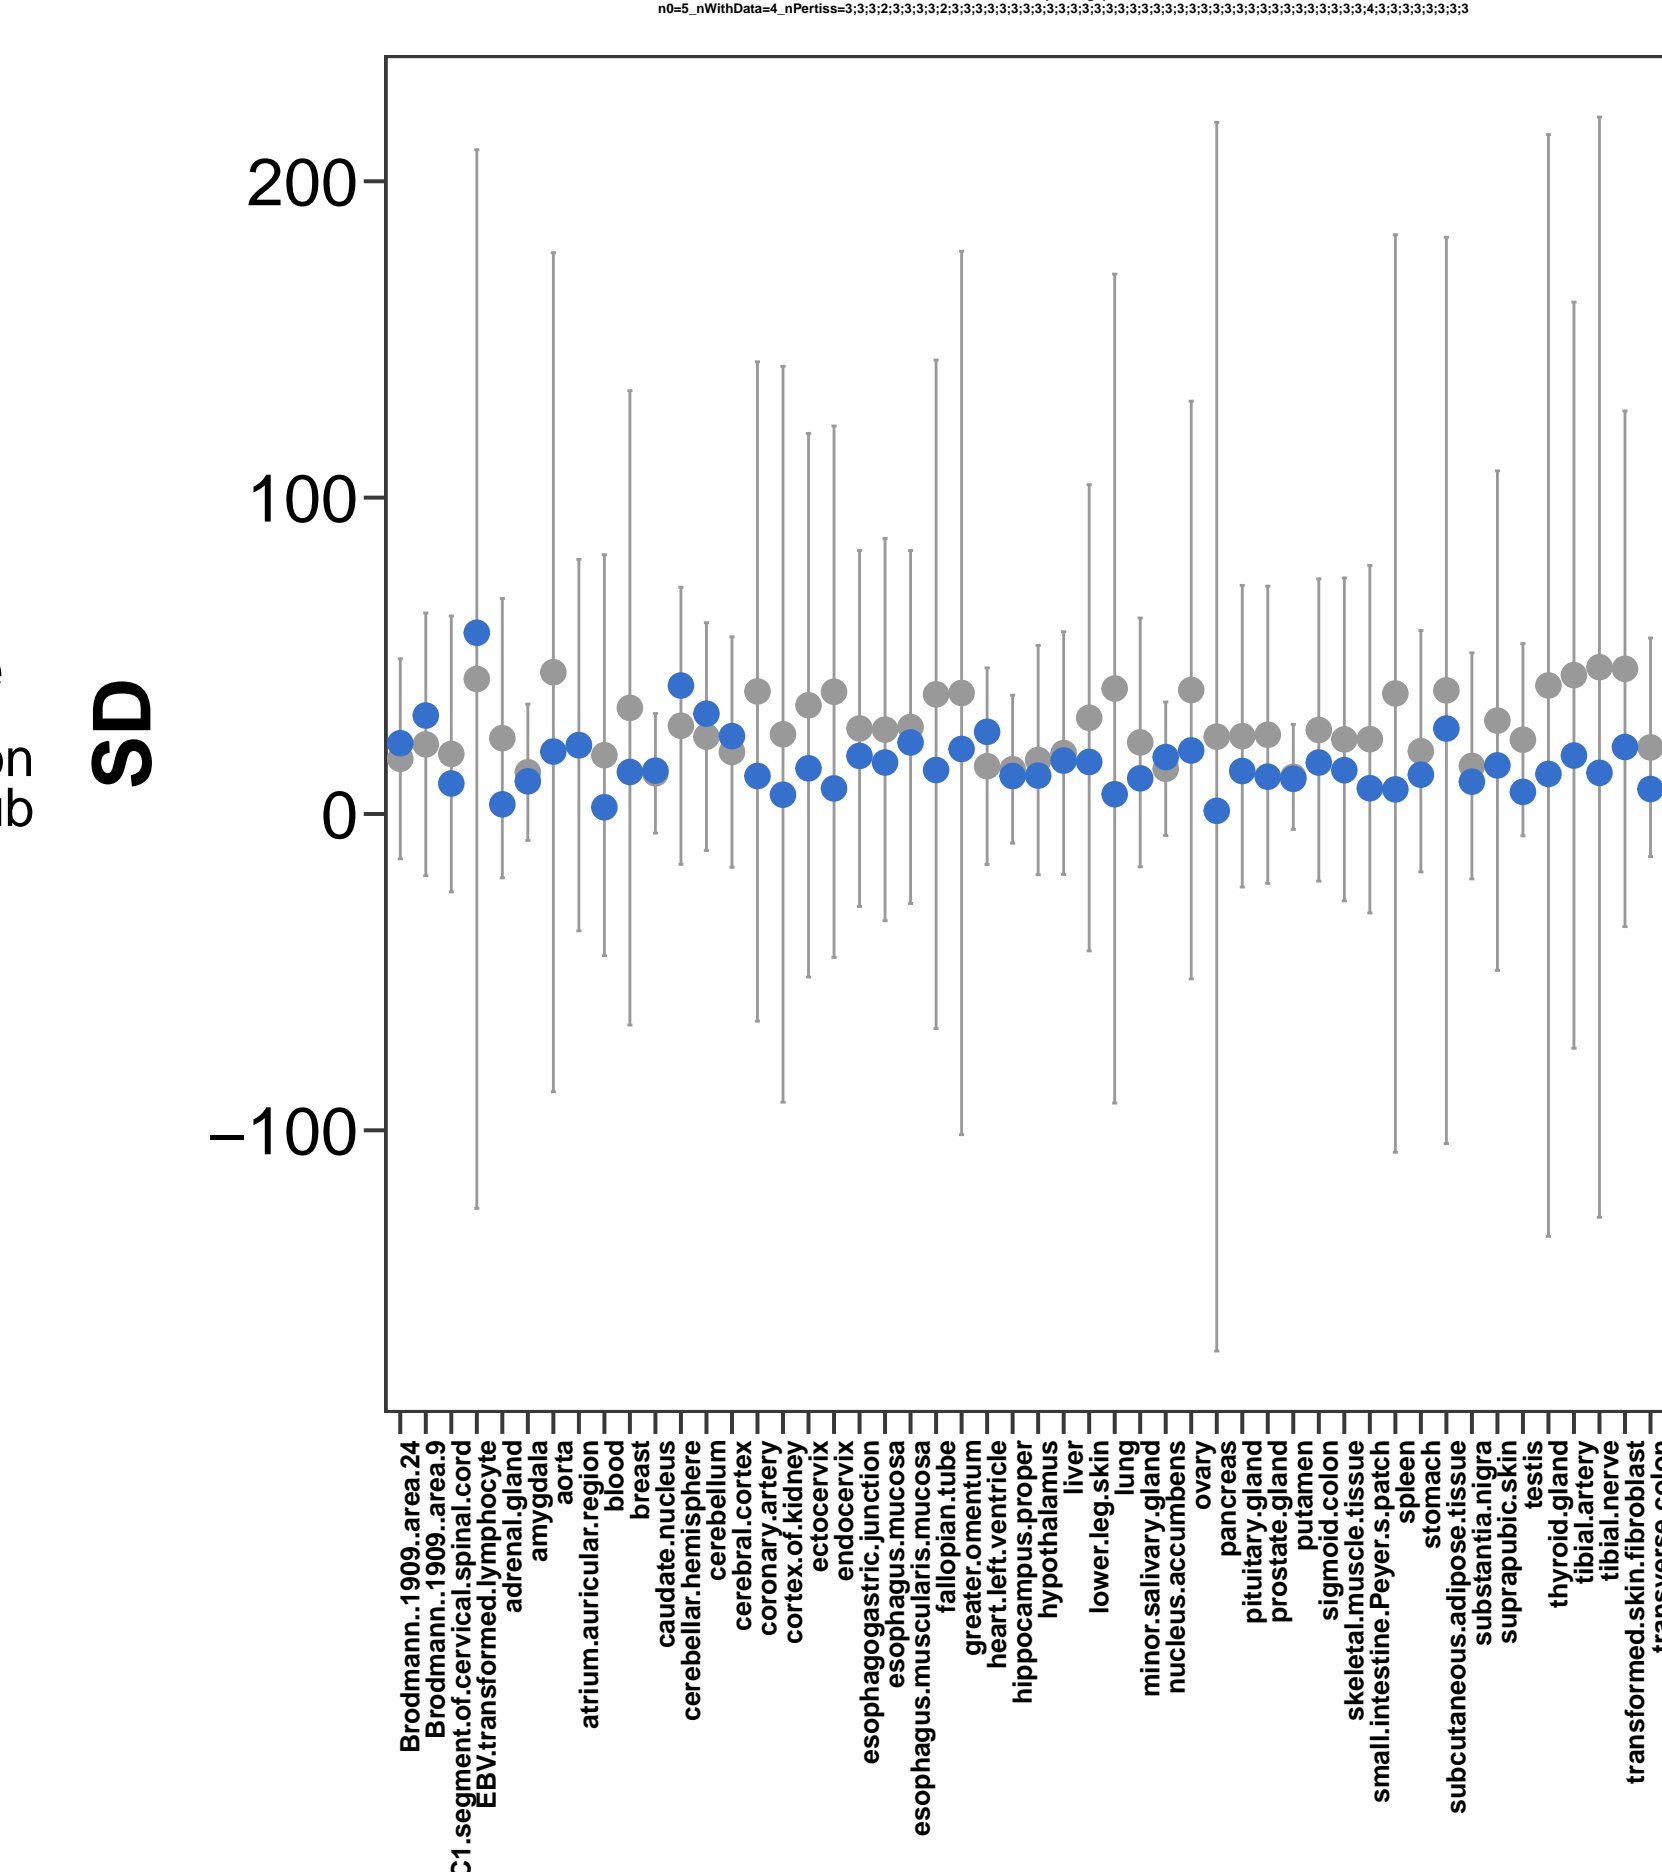 n0=5_nWithData=4_nPertiss=3;3;3;2;3;3;3;3;2;3;3;3;3;3;3;3;3;3;3;3;3;3;3;3;3;3;3;3;3;3;3;3;3;3;3;3;3;3;3;3;3;3;3;3;4;3;3;3;3;3;3;3;3
200
100
0
−100
SD
on
ub
Brodmann..1909..area.24
Brodmann..1909..area.9
C1.segment.of.cervical.spinal.cord
EBV.transformed.lymphocyte
adrenal.gland
amygdala
aorta
atrium.auricular.region
blood
breast
caudate.nucleus
cerebellar.hemisphere
cerebellum
cerebral.cortex
coronary.artery
cortex.of.kidney
ectocervix
endocervix
esophagogastric.junction
esophagus.mucosa
esophagus.muscularis.mucosa
fallopian.tube
greater.omentum
heart.left.ventricle
hippocampus.proper
hypothalamus
liver
lower.leg.skin
lung
minor.salivary.gland
nucleus.accumbens
ovary
pancreas
pituitary.gland
prostate.gland
putamen
sigmoid.colon
skeletal.muscle.tissue
small.intestine.Peyer.s.patch
spleen
stomach
subcutaneous.adipose.tissue
substantia.nigra
suprapubic.skin
testis
thyroid.gland
tibial.artery
tibial.nerve
transformed.skin.fibroblast
transverse.colon